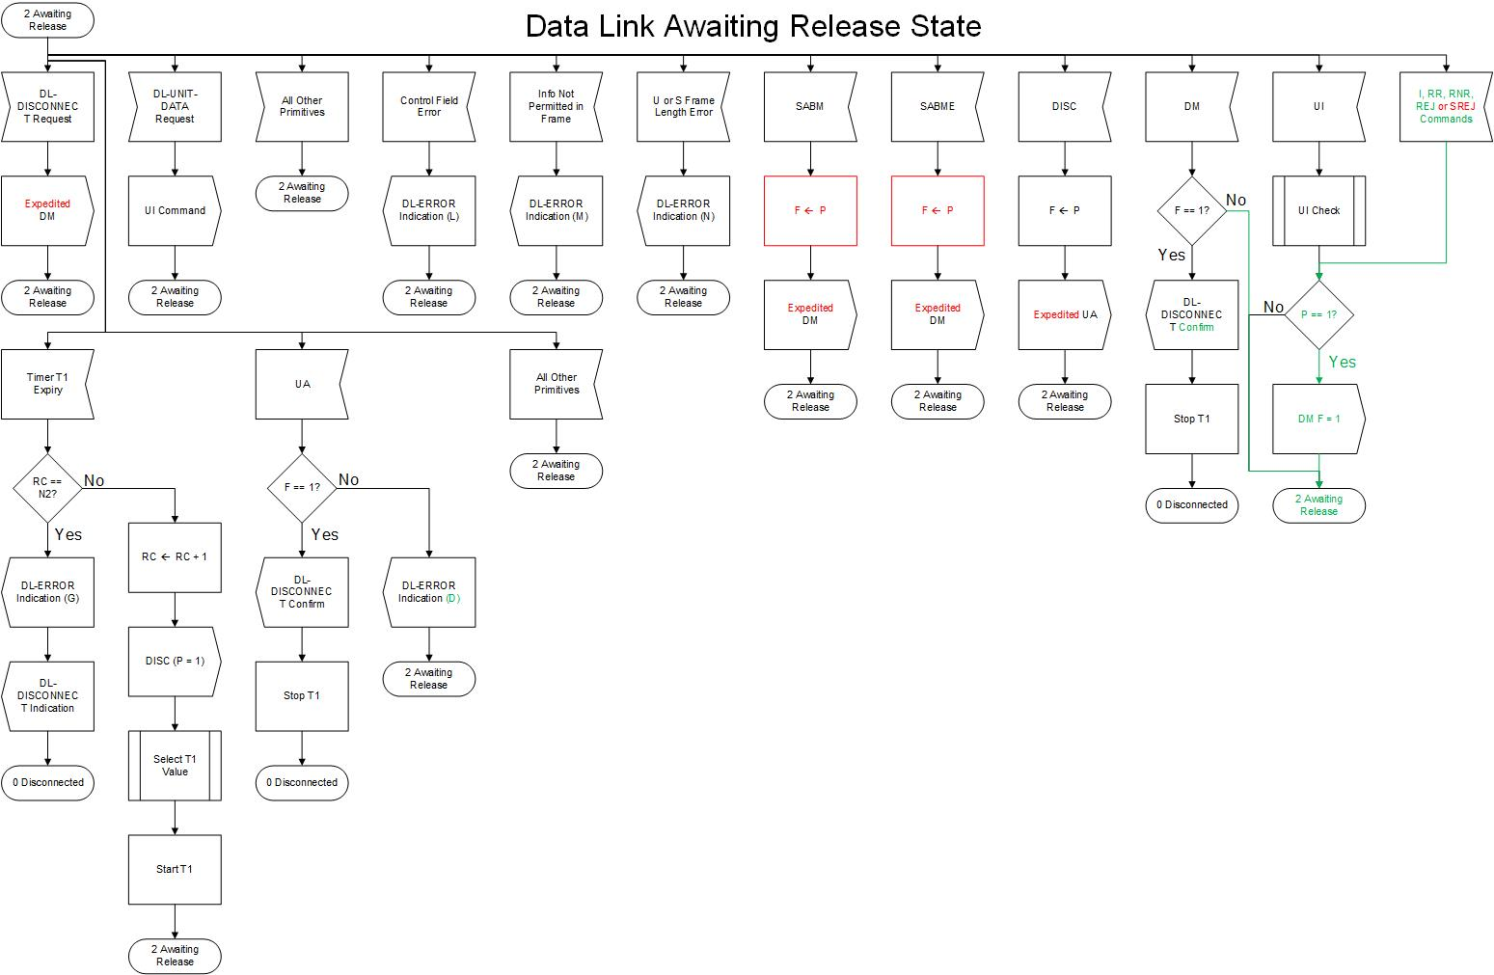 Data Link Awaiting Release State
2 Awaiting
Release
DL-
DISCONNEC
T Request
DL-UNIT-
DATA
Request
All Other
Primitives
Control Field
Error
Info Not
Permitted in
Frame
U or S Frame
Length Error
SABM
SABME
DISC
DM
UI
I, RR, RNR,
REJ or SREJ
Commands
Expedited
DM
UI Command
2 Awaiting
Release
DL-ERROR
Indication (L)
DL-ERROR
Indication (M)
DL-ERROR
Indication (N)
F ← P
F ← P
F ← P
F == 1?
No
Yes
UI Check
2 Awaiting
Release
2 Awaiting
Release
2 Awaiting
Release
2 Awaiting
Release
2 Awaiting
Release
Expedited
DM
Expedited
DM
Expedited UA
DL-
DISCONNEC
T Confirm
No
P == 1?
Yes
Timer T1
Expiry
UA
All Other
Primitives
2 Awaiting
Release
2 Awaiting
Release
2 Awaiting
Release
Stop T1
DM F = 1
RC ==
N2?
No
Yes
F == 1?
No
Yes
2 Awaiting
Release
0 Disconnected
2 Awaiting
Release
RC ← RC + 1
DL-ERROR
Indication (G)
DL-
DISCONNEC
T Confirm
DL-ERROR
Indication (D)
DISC (P = 1)
DL-
DISCONNEC
T Indication
Stop T1
2 Awaiting
Release
0 Disconnected
Select T1
Value
0 Disconnected
Start T1
2 Awaiting
Release